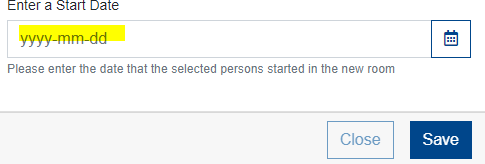 Enter a Start Date
yyyy-mm-dd
Please enter the date that the selected persons started in the new room
Close Save